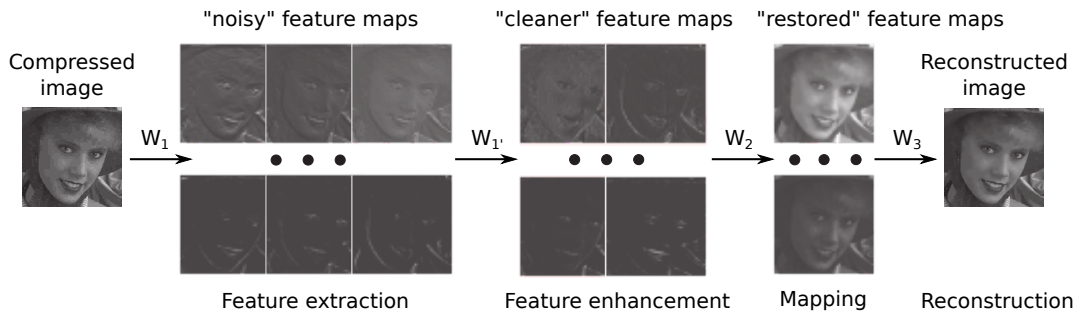 "noisy" feature maps
"cleaner" feature maps
"restored" feature maps
Compressed
image
Reconstructed
image
W1
W1'
W2
W3
Feature extraction
Feature enhancement
Mapping
Reconstruction